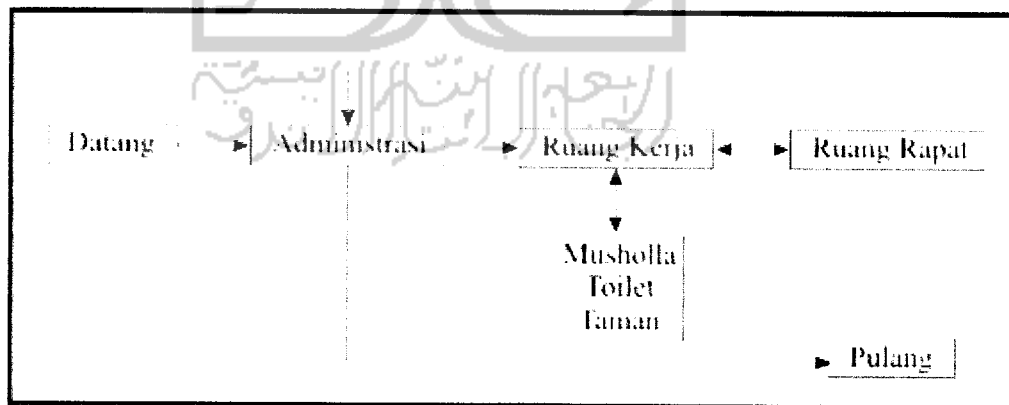 Datang
Administrasi
Ruang Kerja
Ruang Rapat
Musholla
Toilet
Taman
Pulang